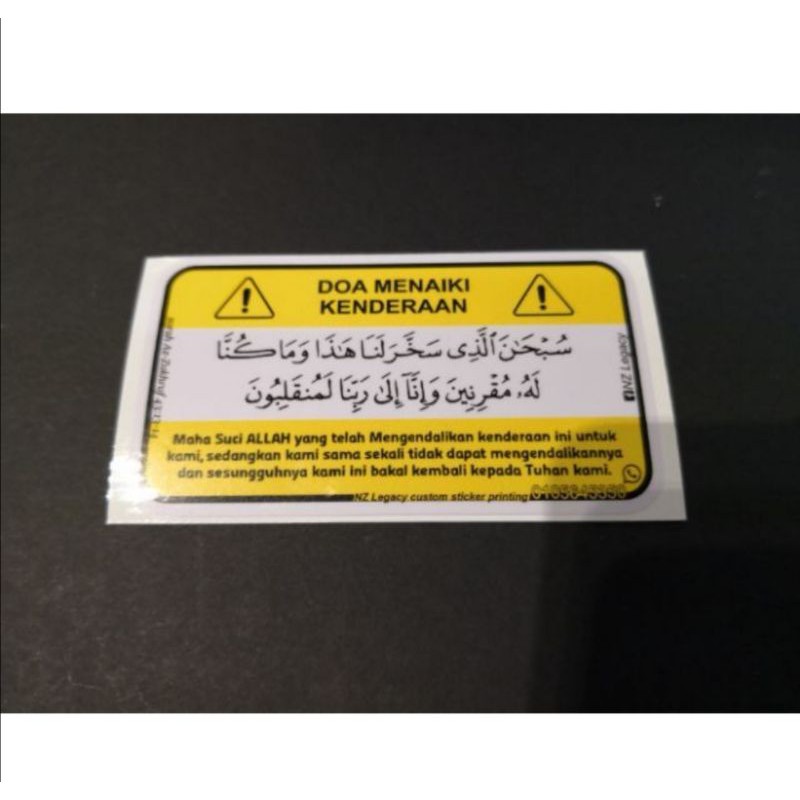 DOA MENAIKI
KENDERAAN
سُبْحَٰنَ ٱلَّذِى سَخَّرَ لَنَا هَٰذَا وَمَا كُنَّا
لَهُۥ مُقْرِنِينَ وَإِنَّآ إِلَىٰ رَبِّنَا لَمُنقَلِبُونَ
Maha Suci ALLAH yang telah Mengendalikan kenderaan ini untuk
kami, sedangkan kami sama sekali tidak dapat mengendalikannya
dan sesungguhnya kami ini bakal kembali kepada Tuhan kami.
NZ Legacy custom sticker printing
NZ Legacy